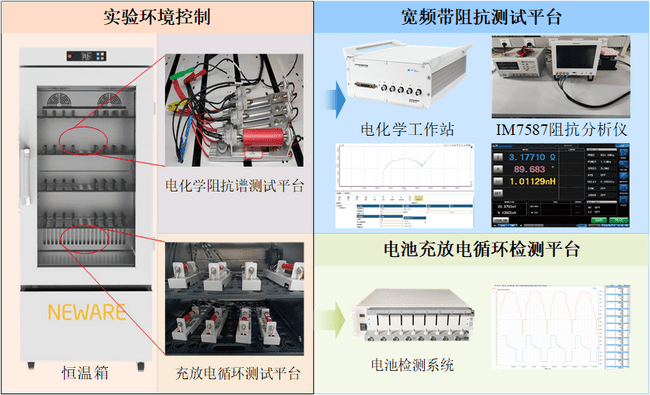 实验环境控制
电化学阻抗谱测试平台
NEWARE
恒温箱
充放电循环测试平台
宽频带阻抗测试平台
电化学工作站
IM7587阻抗分析仪
3.17710 Ω
89.683 °
1.01129nH
电池充放电循环检测平台
电池检测系统